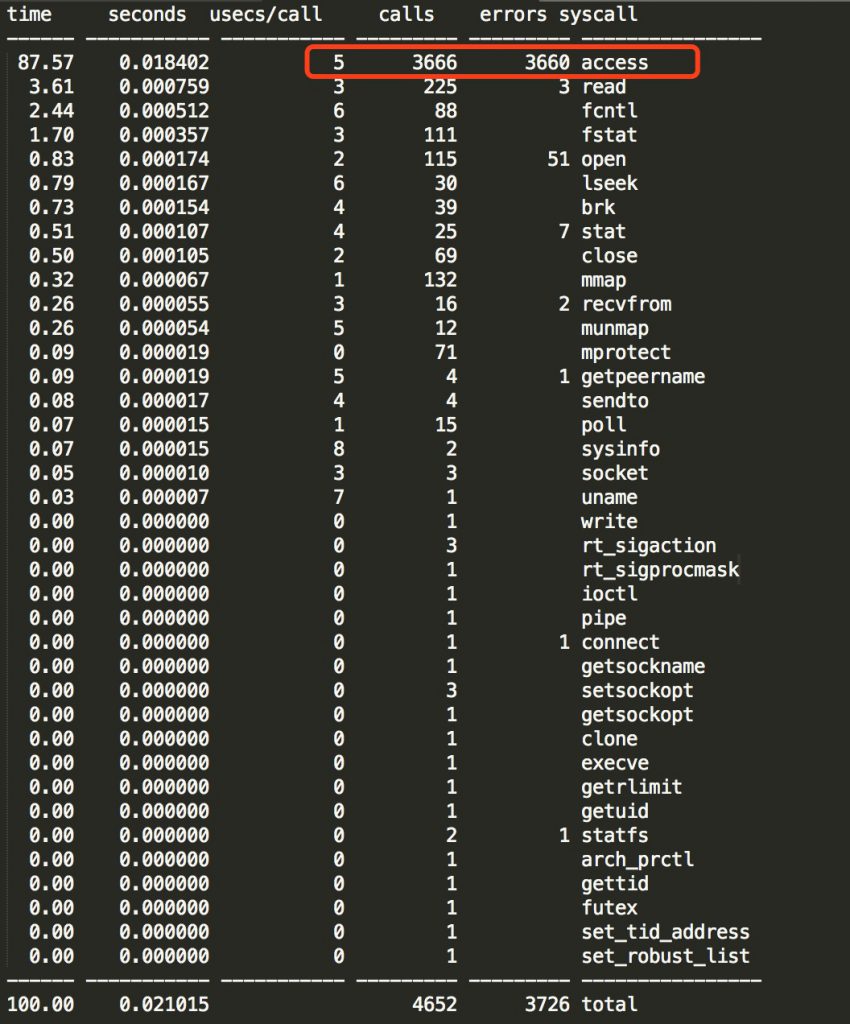 time seconds usecs/call calls errors syscall
------ ----------- ----------- --------- --------- ----------------
87.57 0.018402 5 3666 3660 access
3.61 0.000759 3 225 3 read
2.44 0.000512 6 88 fcntl
1.70 0.000357 3 111 fstat
0.83 0.000174 2 115 51 open
0.79 0.000167 6 30 lseek
0.73 0.000154 4 39 brk
0.51 0.000107 4 25 7 stat
0.50 0.000105 2 69 close
0.32 0.000067 1 132 mmap
0.26 0.000055 3 16 2 recvfrom
0.26 0.000054 5 12 munmap
0.09 0.000019 0 71 mprotect
0.09 0.000019 5 4 1 getpeername
0.08 0.000017 4 4 sendto
0.07 0.000015 1 15 poll
0.07 0.000015 8 2 sysinfo
0.05 0.000010 3 3 socket
0.03 0.000007 7 1 uname
0.00 0.000000 0 1 write
0.00 0.000000 0 3 rt_sigaction
0.00 0.000000 0 1 rt_sigprocmask
0.00 0.000000 0 1 ioctl
0.00 0.000000 0 1 pipe
0.00 0.000000 0 1 1 connect
0.00 0.000000 0 1 getsockname
0.00 0.000000 0 3 setsockopt
0.00 0.000000 0 1 getsockopt
0.00 0.000000 0 1 clone
0.00 0.000000 0 1 execve
0.00 0.000000 0 1 getrlimit
0.00 0.000000 0 1 getuid
0.00 0.000000 0 2 1 statfs
0.00 0.000000 0 1 arch_prctl
0.00 0.000000 0 1 gettid
0.00 0.000000 0 1 futex
0.00 0.000000 0 1 set_tid_address
0.00 0.000000 0 1 set_robust_list
------ ----------- ----------- --------- --------- ----------------
100.00 0.021015 4652 3726 total